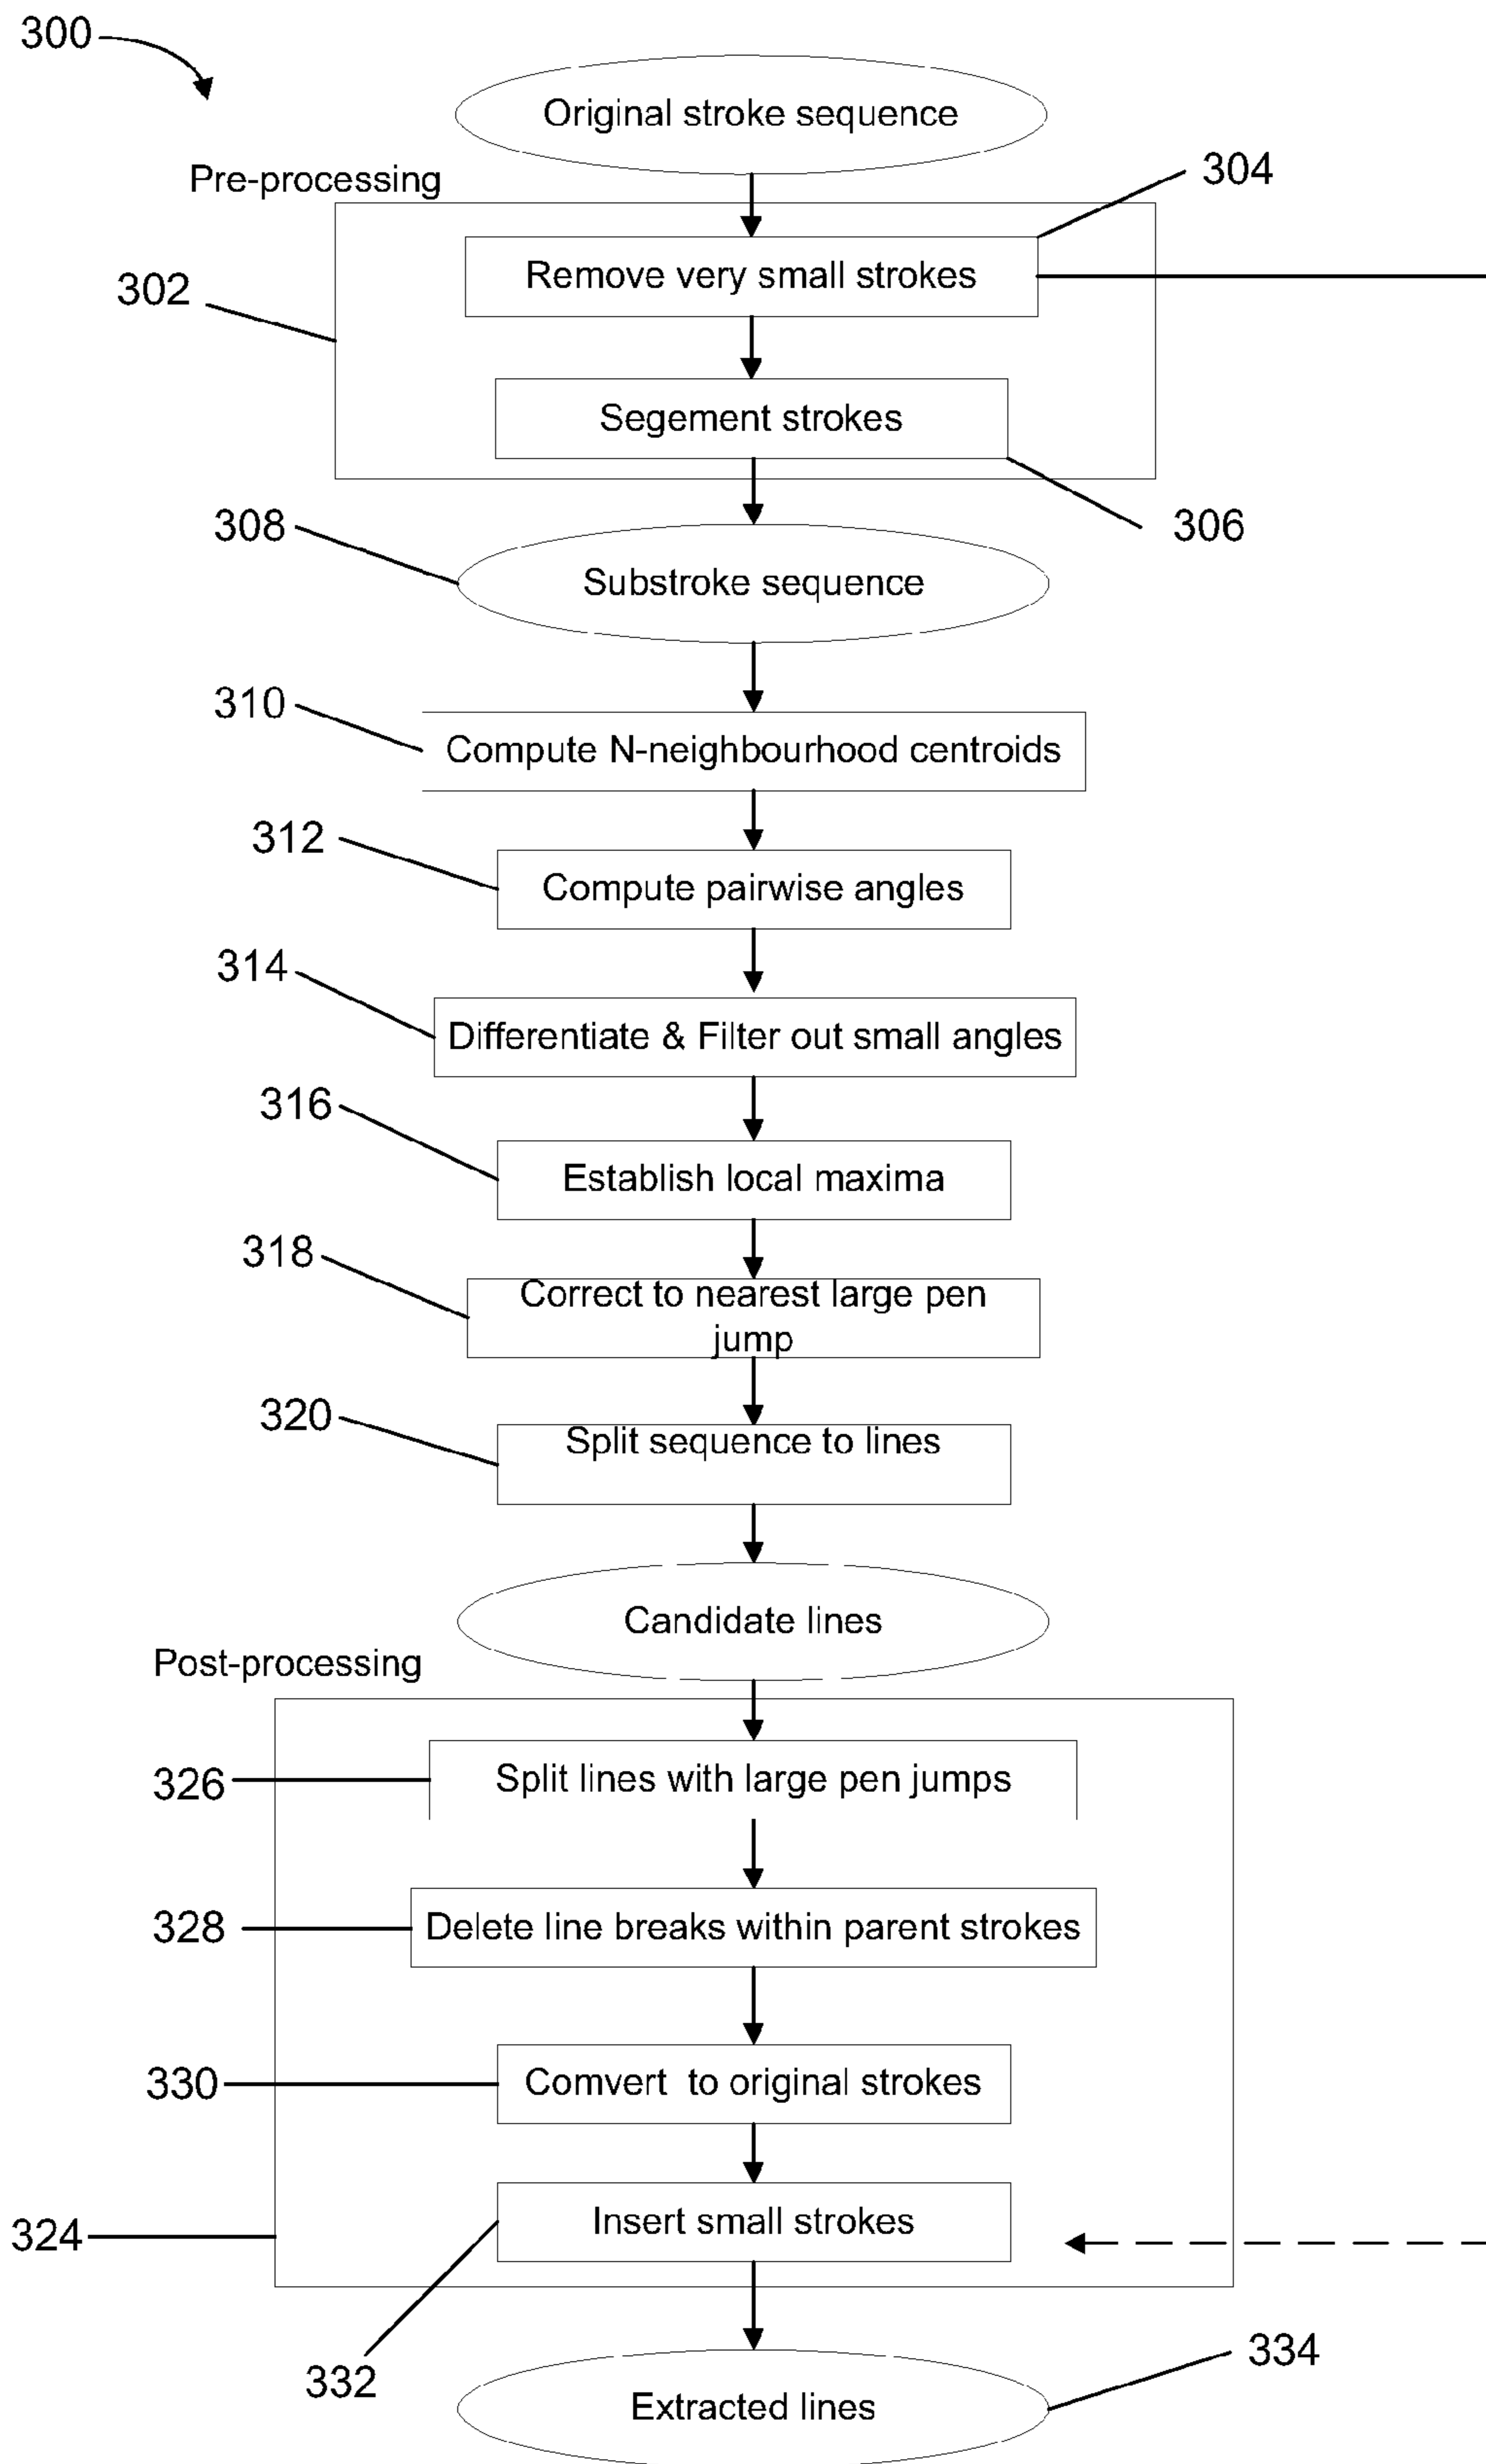 300
Original stroke sequence
Pre-processing
304
Remove very small strokes
302
Segement strokes
306
308
Substroke sequence
310
Compute N-neighbourhood centroids
312
Compute pairwise angles
314
Differentiate & Filter out small angles
316
Establish local maxima
318
Correct to nearest large pen
jump
320
Split sequence to lines
Candidate lines
Post-processing
326
Split lines with large pen jumps
328
Delete line breaks within parent strokes
330
Comvert to original strokes
324
Insert small strokes
332
334
Extracted lines